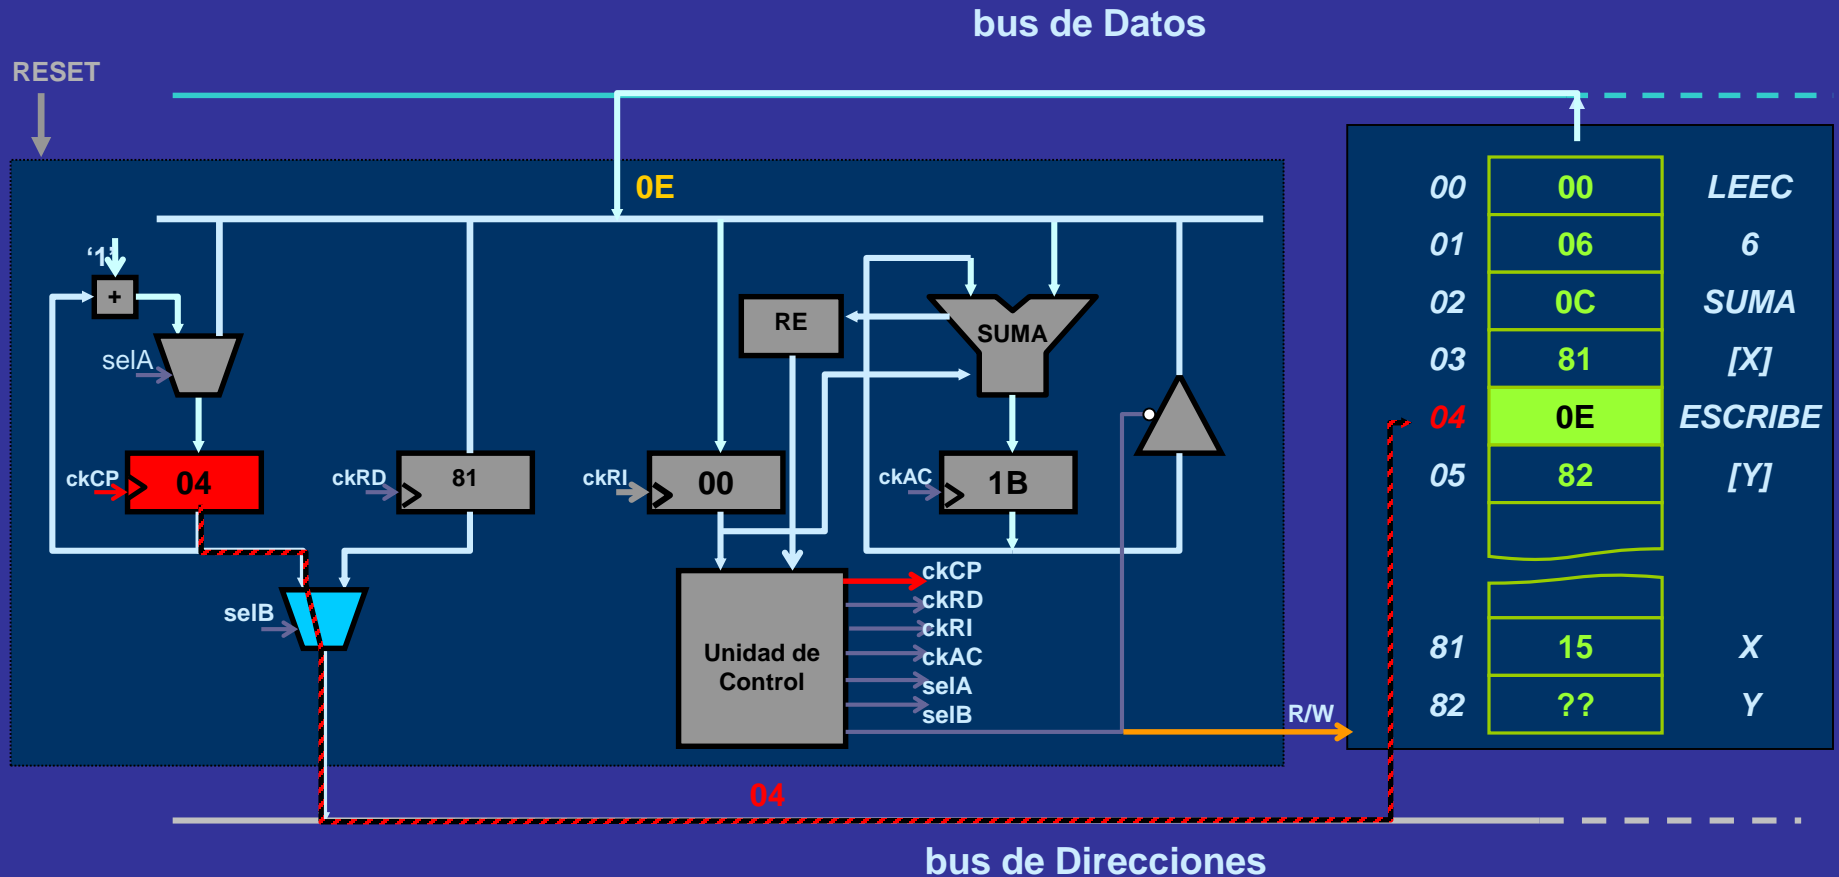 bus de Datos
RESET
0E
‘1’
+
selA
ckCP
04
ckRD
81
ckRI
00
RE
SUMA
ckAC
1B
selB
Unidad de
Control
ckCP
ckRD
ckRI
ckAC
selA
selB
R/W
00 00 LEEC
01 06 6
02 0C SUMA
03 81 [X]
04 0E ESCRIBE
05 82 [Y]
81 15 X
82 ?? Y
04
bus de Direcciones